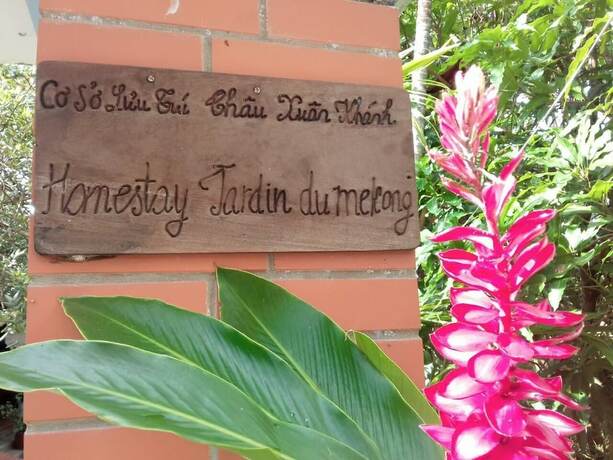 Cơ Sở Lưu Trú Châu Xuân Khánh
Homestay Jardin du mekong